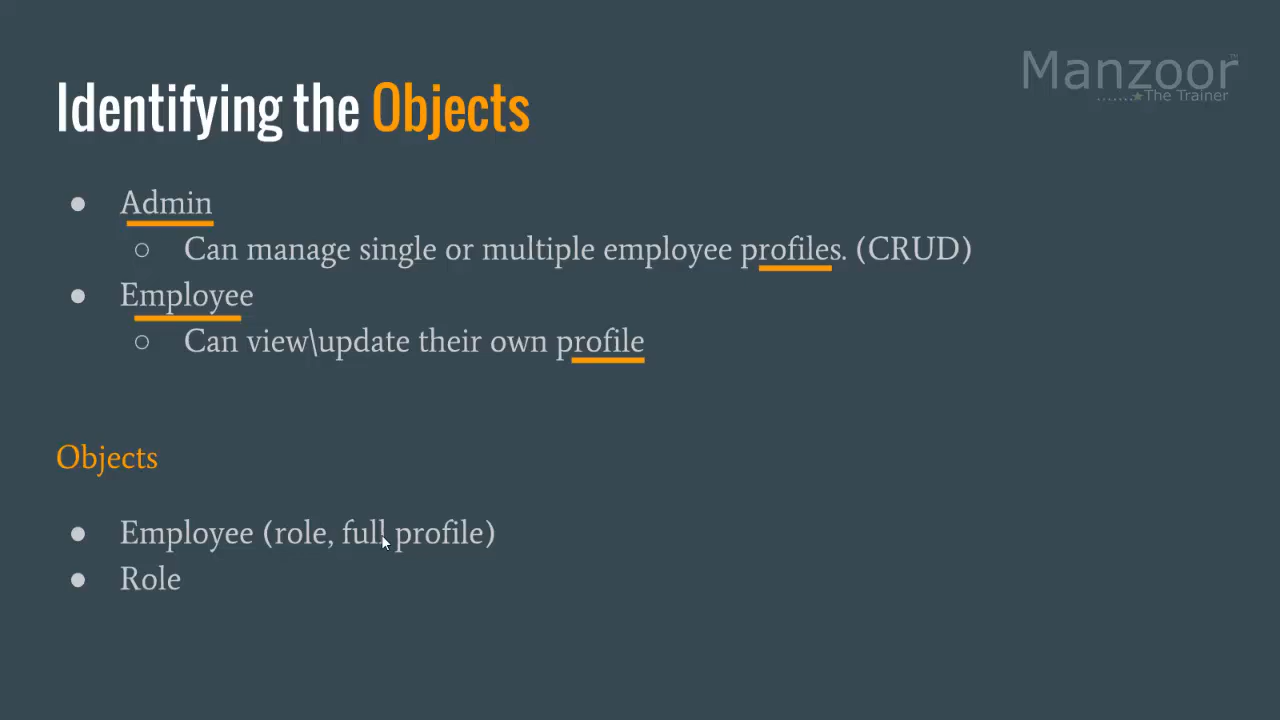 Manzoor™
.......★The Trainer
Identifying the Objects
● Admin
○ Can manage single or multiple employee profiles. (CRUD)
● Employee
○ Can view\update their own profile
Objects
● Employee (role, full profile)
● Role